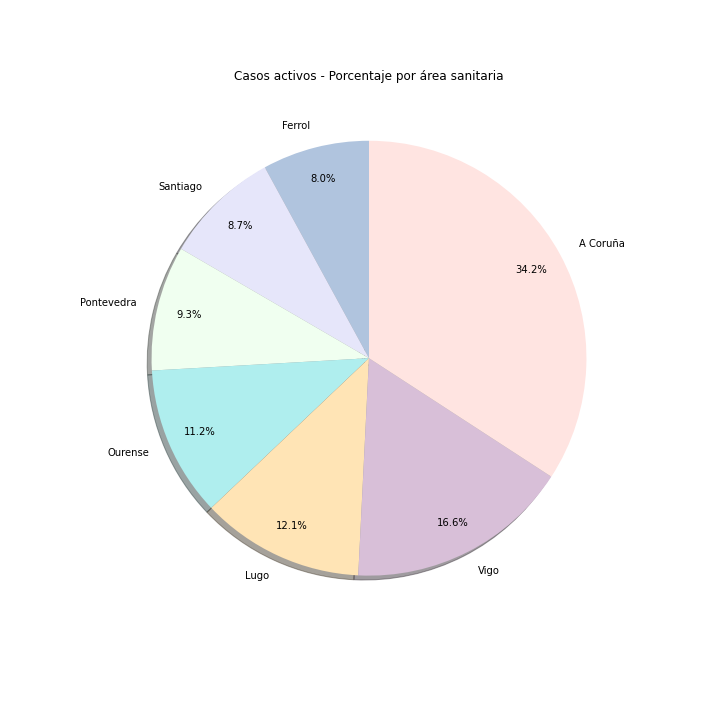 Casos activos - Porcentaje por área sanitaria
Ferrol
8.0%
Santiago
8.7%
A Coruña
34.2%
Pontevedra
9.3%
Ourense
11.2%
Lugo
12.1%
Vigo
16.6%